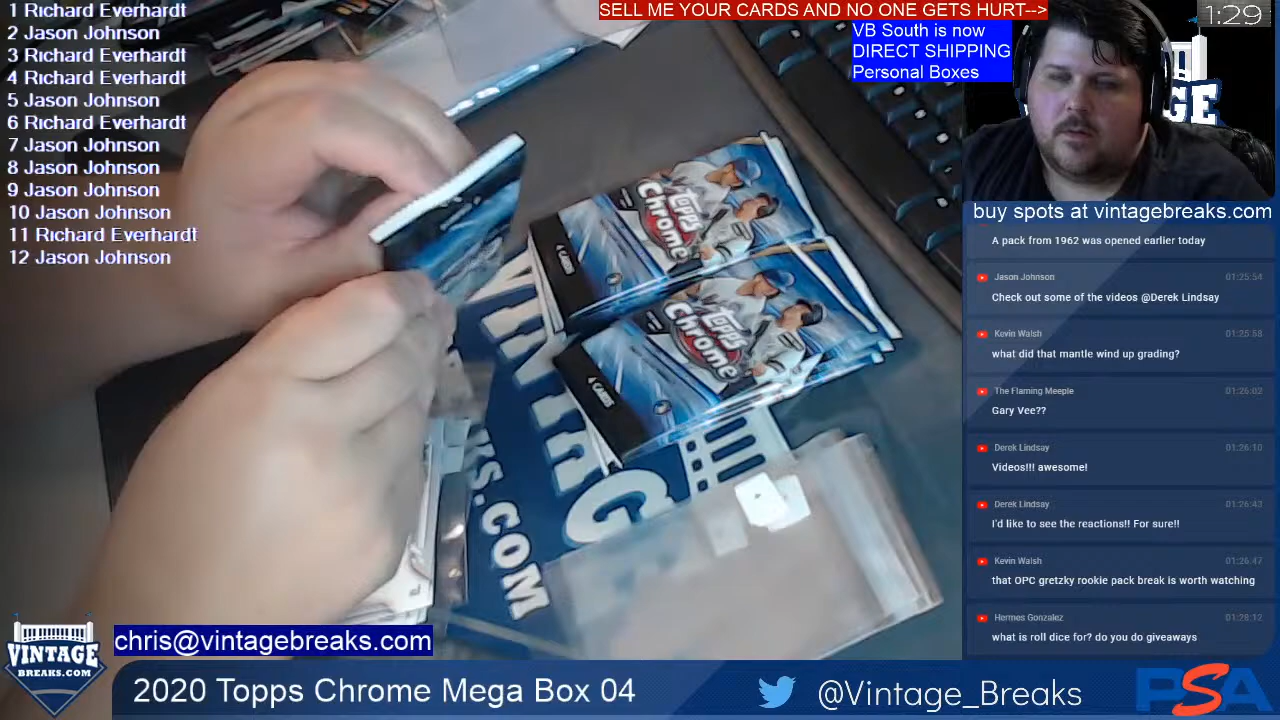 1 Richard Everhardt
2 Jason Johnson
3 Richard Everhardt
4 Richard Everhardt
5 Jason Johnson
6 Richard Everhardt
7 Jason Johnson
8 Jason Johnson
9 Jason Johnson
10 Jason Johnson
11 Richard Everhardt
12 Jason Johnson
SELL ME YOUR CARDS AND NO ONE GETS HURT-->
VB South is now
DIRECT SHIPPING
Personal Boxes
1:29
GE
buy spots at vintagebreaks.com
A pack from 1962 was opened earlier today
Jason Johnson 01:25:54
Check out some of the videos @Derek Lindsay
Kevin Walsh 01:25:58
what did that mantle wind up grading?
The Flaming Meeple 01:26:02
Gary Vee??
Derek Lindsay 01:26:10
Videos!!! awesome!
Derek Lindsay 01:26:43
I'd like to see the reactions!! For sure!!
Kevin Walsh 01:26:47
that OPC gretzky rookie pack break is worth watching
Hermes Gonzalez 01:28:12
what is roll dice for? do you do giveaways
Topps
Chrome
4 CARDS
Topps
Chrome
4 CARDS
VINTAG
KS.COM
chris@vintagebreaks.com
VINTAGE
BREAKS.COM
2020 Topps Chrome Mega Box 04
@Vintage_Breaks
PSA